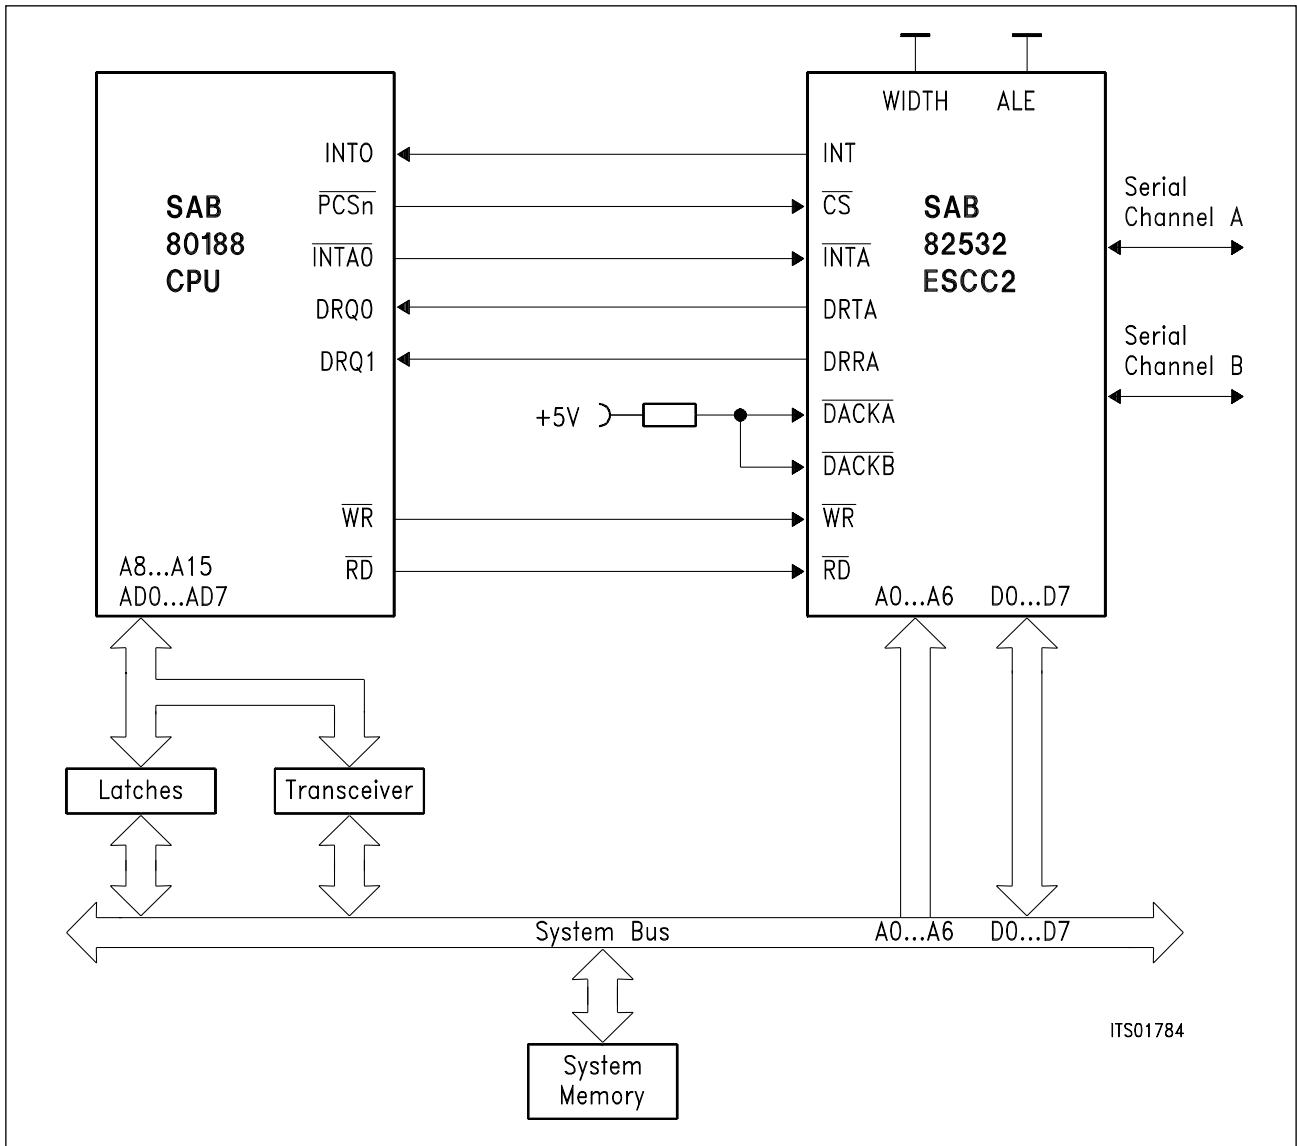 WIDTH ALE
INT0
PCSn
INTA0
DRQ0
DRQ1
WR
RD
SAB
80188
CPU
A8...A15
AD0...AD7
+5V
INT
CS
INTA
DRTA
DRRA
DACKA
DACKB
WR
RD
SAB
82532
ESCC2
A0...A6 D0...D7
Serial
Channel A
Serial
Channel B
Latches
Transceiver
System Bus
A0...A6 D0...D7
System
Memory
ITS01784